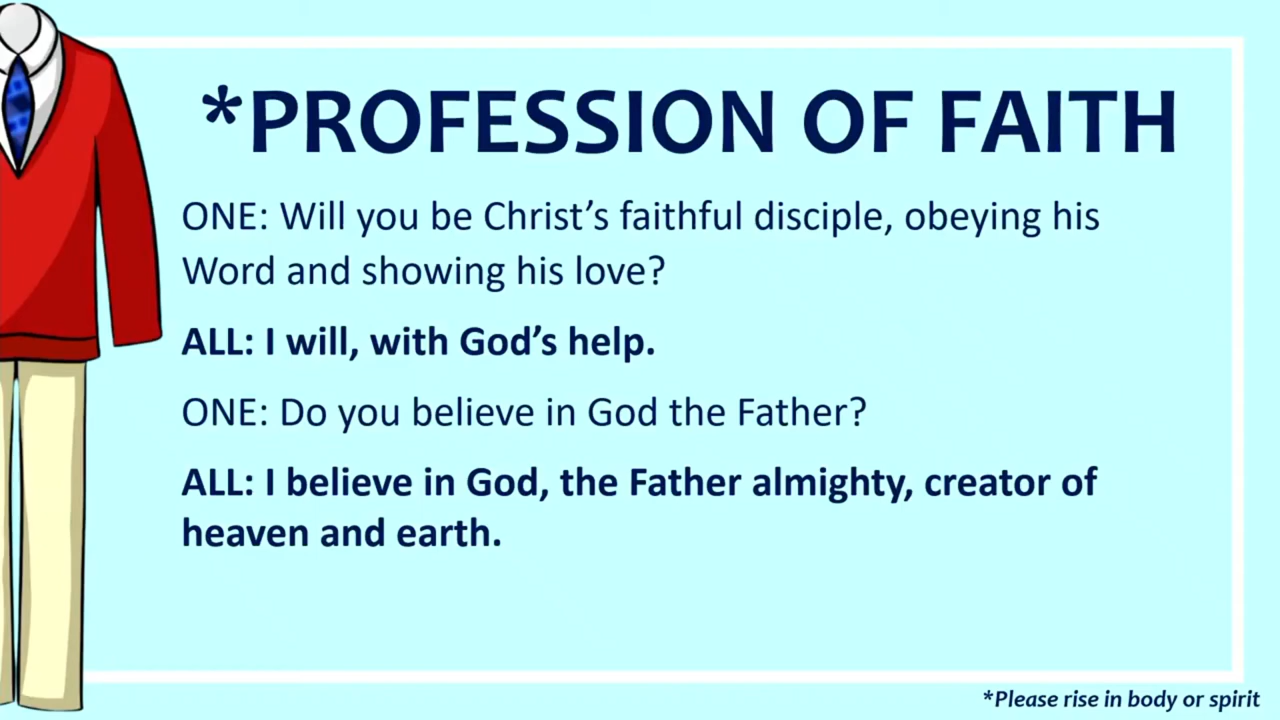 *PROFESSION OF FAITH
ONE: Will you be Christ’s faithful disciple, obeying his
Word and showing his love?
ALL: I will, with God’s help.
ONE: Do you believe in God the Father?
ALL: I believe in God, the Father almighty, creator of
heaven and earth.
*Please rise in body or spirit